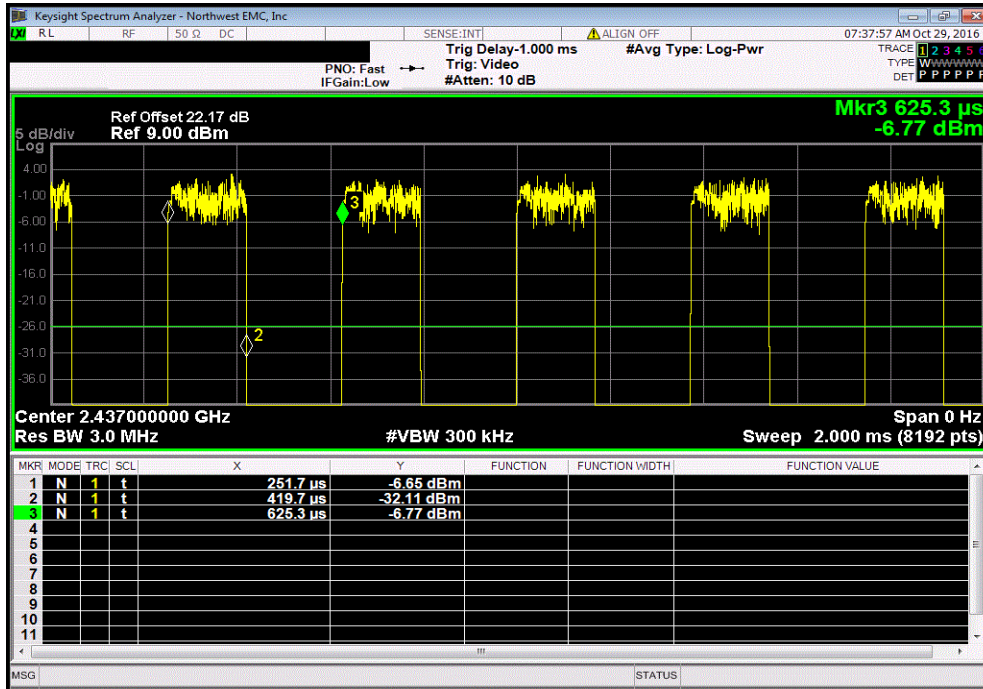 Keysight Spectrum Analyzer - Northwest EMC, Inc
LXI RL RF 50 Ω DC SENSE:INT ALIGN OFF 07:37:57 AM Oct 29, 2016
Trig Delay-1.000 ms #Avg Type: Log-Pwr TRACE 1 2 3 4 5 6
PNO: Fast Trig: Video TYPE WWWWWW
IFGain:Low #Atten: 10 dB DET P P P P P P
Mkr3 625.3 µs
-6.77 dBm
Ref Offset 22.17 dB
5 dB/div Ref 9.00 dBm
Log
4.00
-1.00
3
-6.00
-11.0
-16.0
-21.0
-26.0
2
-31.0
-36.0
Center 2.437000000 GHz Span 0 Hz
Res BW 3.0 MHz #VBW 300 kHz Sweep 2.000 ms (8192 pts)
MKR MODE TRC SCL X Y FUNCTION FUNCTION WIDTH FUNCTION VALUE
1 N 1 t 251.7 µs -6.65 dBm
2 N 1 t 419.7 µs -32.11 dBm
3 N 1 t 625.3 µs -6.77 dBm
4
5
6
7
8
9
10
11
MSG STATUS